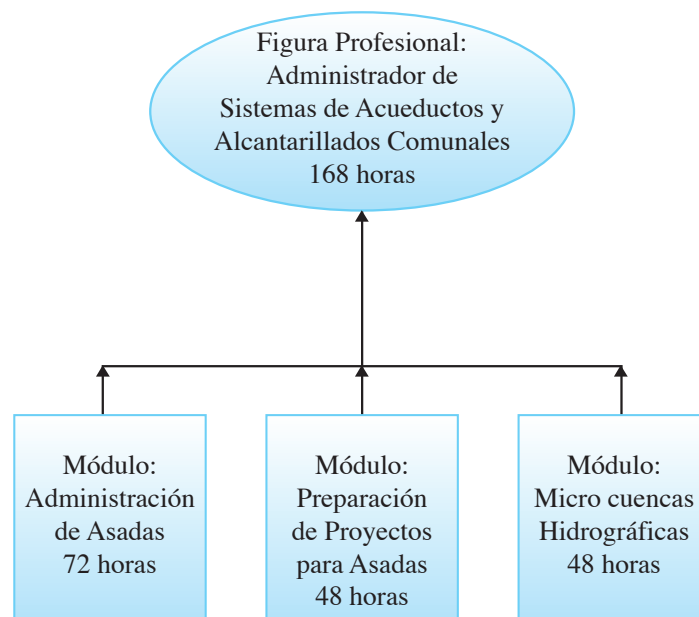 Figura Profesional:
Administrador de
Sistemas de Acueductos y
Alcantarillados Comunales
168 horas
Módulo:
Administración
de Asadas
72 horas
Módulo:
Preparación
de Proyectos
para Asadas
48 horas
Módulo:
Micro cuencas
Hidrográficas
48 horas